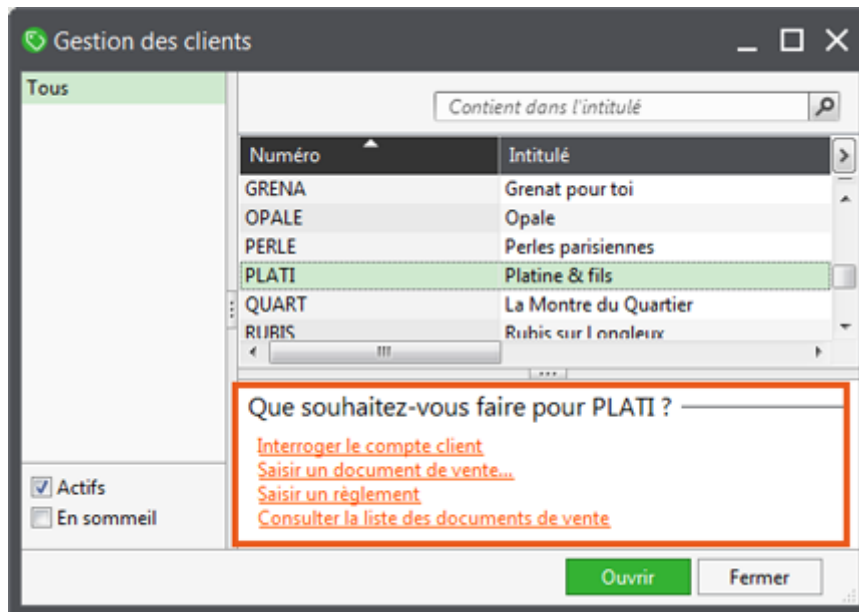 Gestion des clients
Tous
Contient dans l'intitulé
Numéro Intitulé
GRENA Grenat pour toi
OPALE Opale
PERLE Perles parisiennes
PLATI Platine & fils
QUART La Montre du Quartier
RUBIS Rubis sur Longleux
Que souhaitez-vous faire pour PLATI ?
Interroger le compte client
Saisir un document de vente...
Saisir un règlement
Consulter la liste des documents de vente
Actifs
En sommeil
Ouvrir Fermer